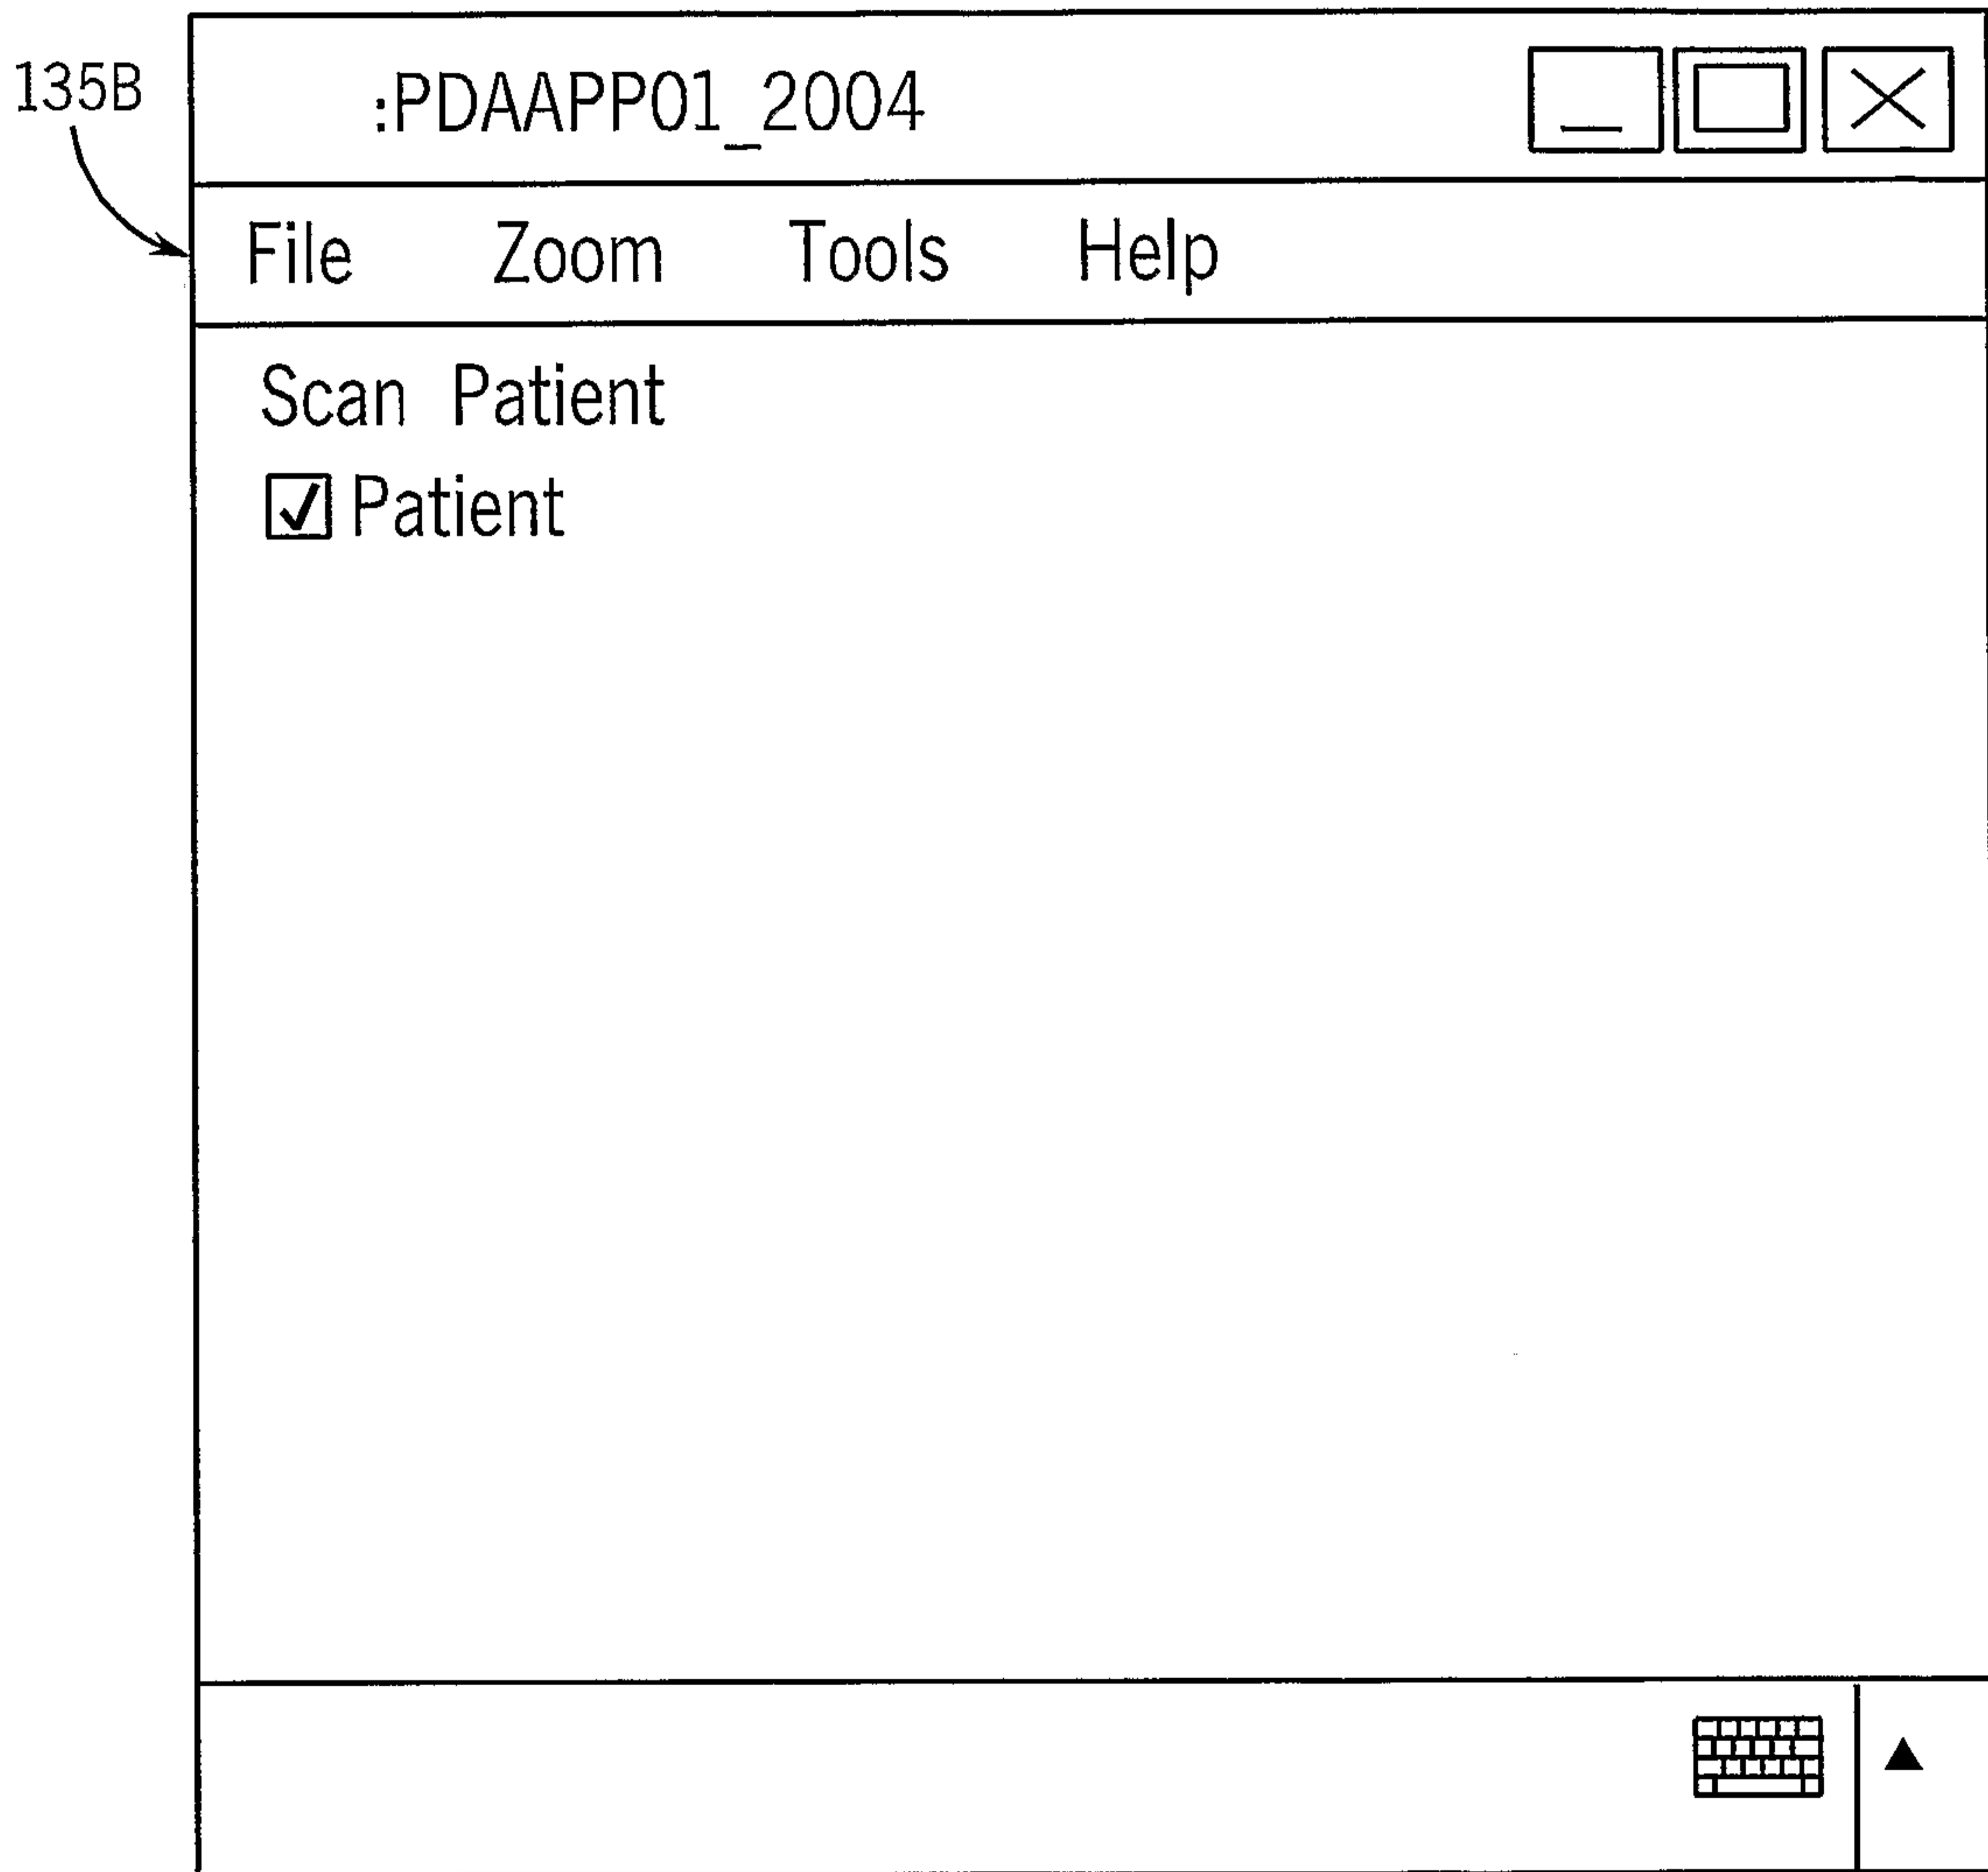 135B
:PDAAPP01_2004
File Zoom Tools Help
Scan Patient
Patient